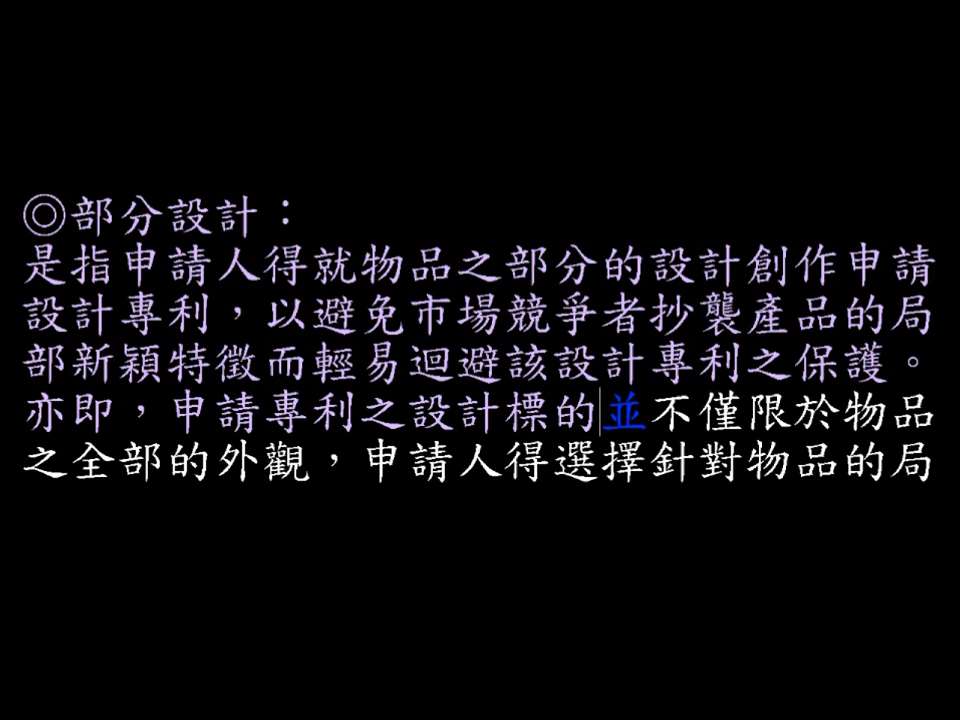 ◎部分設計：
是指申請人得就物品之部分的設計創作申請
設計專利，以避免市場競爭者抄襲產品的局
部新穎特徵而輕易迴避該設計專利之保護。
亦即，申請專利之設計標的並不僅限於物品
之全部的外觀，申請人得選擇針對物品的局